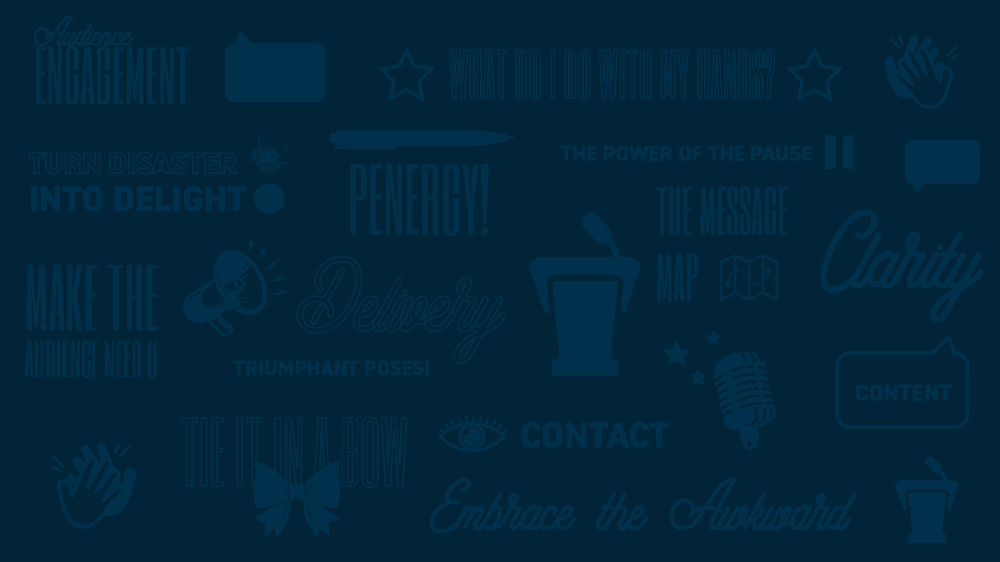 Audience
ENGAGEMENT
WHAT DO I DO WITH MY HANDS?
TURN DISASTER
INTO DELIGHT
PENERGY!
THE POWER OF THE PAUSE
THE MESSAGE
MAP
Clarity
MAKE THE
AUDIENCE NEED U
Delivery
TRIUMPHANT POSES!
CONTENT
TIE IT IN A BOW
CONTACT
Embrace the Awkward